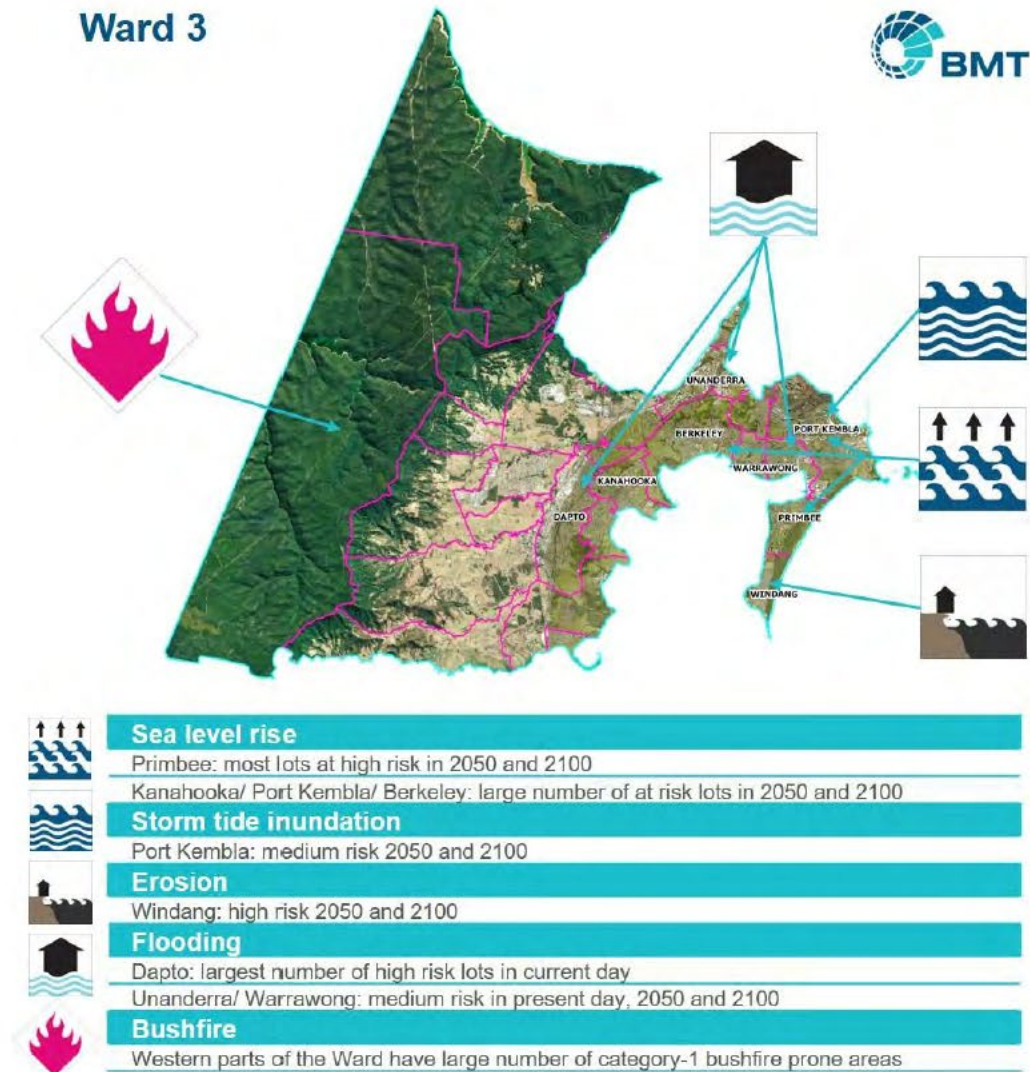 Ward 3
BMT
UNANDERRA
BERKELEY
PORT KEMBLA
WARRAWONG
KANAHOOKA
DAPTO
PRIMBEE
WINDANG
Sea level rise
Primbee: most lots at high risk in 2050 and 2100
Kanahooka/ Port Kembla/ Berkeley: large number of at risk lots in 2050 and 2100
Storm tide inundation
Port Kembla: medium risk 2050 and 2100
Erosion
Windang: high risk 2050 and 2100
Flooding
Dapto: largest number of high risk lots in current day
Unanderra/ Warrawong: medium risk in present day, 2050 and 2100
Bushfire
Western parts of the Ward have large number of category-1 bushfire prone areas